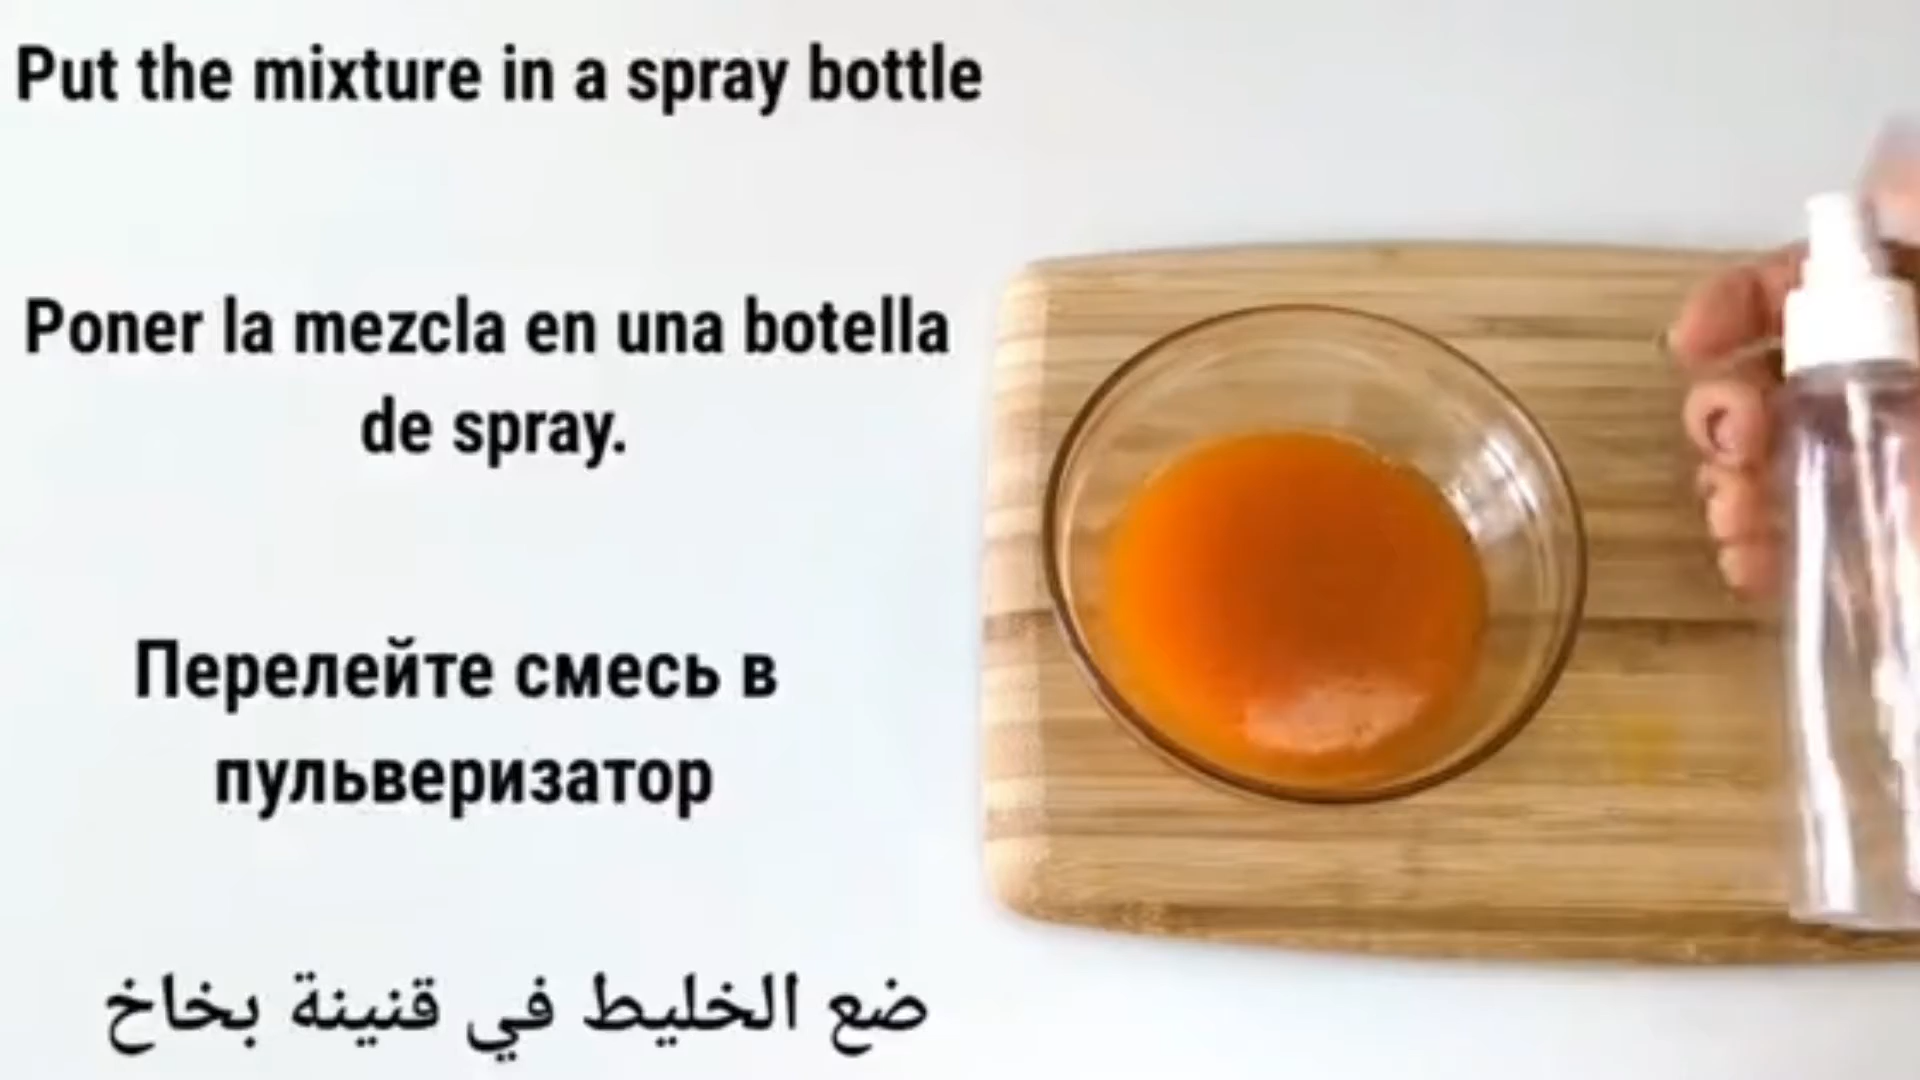 Put the mixture in a spray bottle
Poner la mezcla en una botella
de spray.
Перелейте смесь в
пульверизатор
ضع الخليط في قنينة بخاخ